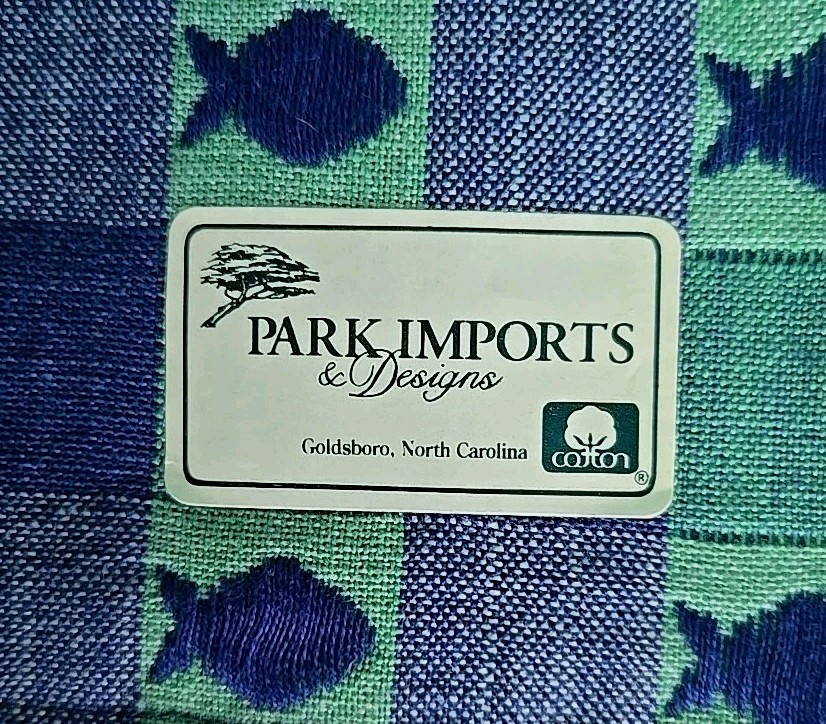 PARK IMPORTS
& Designs
Goldsboro, North Carolina
cotton
®